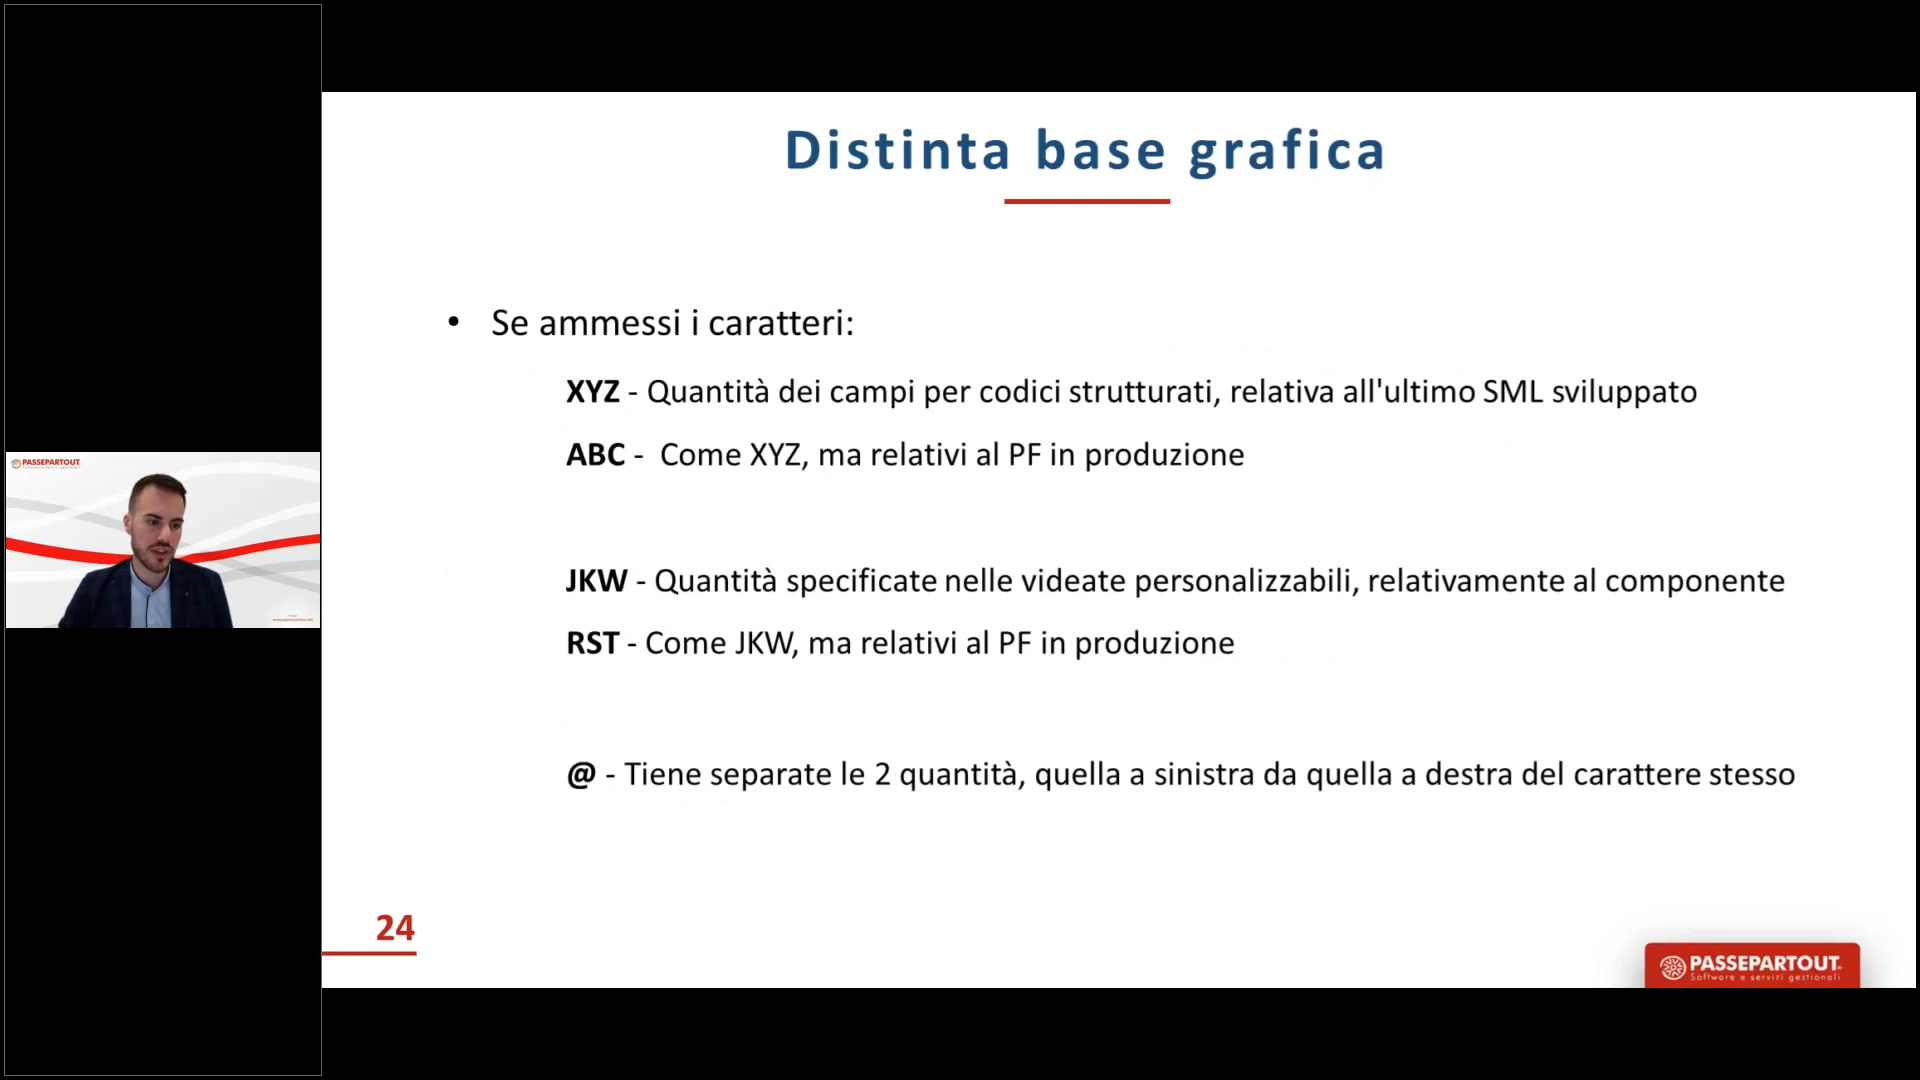 Distinta base grafica
• Se ammessi i caratteri:
XYZ - Quantità dei campi per codici strutturati, relativa all'ultimo SML sviluppato
ABC - Come XYZ, ma relativi al PF in produzione
JKW - Quantità specificate nelle videate personalizzabili, relativamente al componente
RST - Come JKW, ma relativi al PF in produzione
@ - Tiene separate le 2 quantità, quella a sinistra da quella a destra del carattere stesso
24
PASSEPARTOUT
Software e servizi gestionali
PASSEPARTOUT